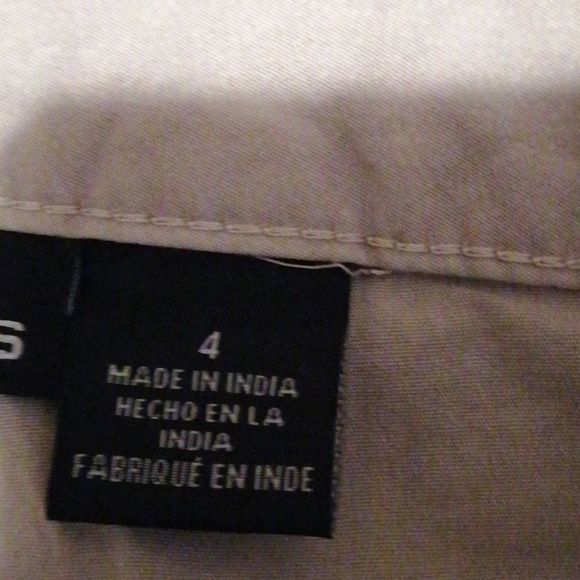 S
4
MADE IN INDIA
HECHO EN LA
INDIA
FABRIQUÉ EN INDE